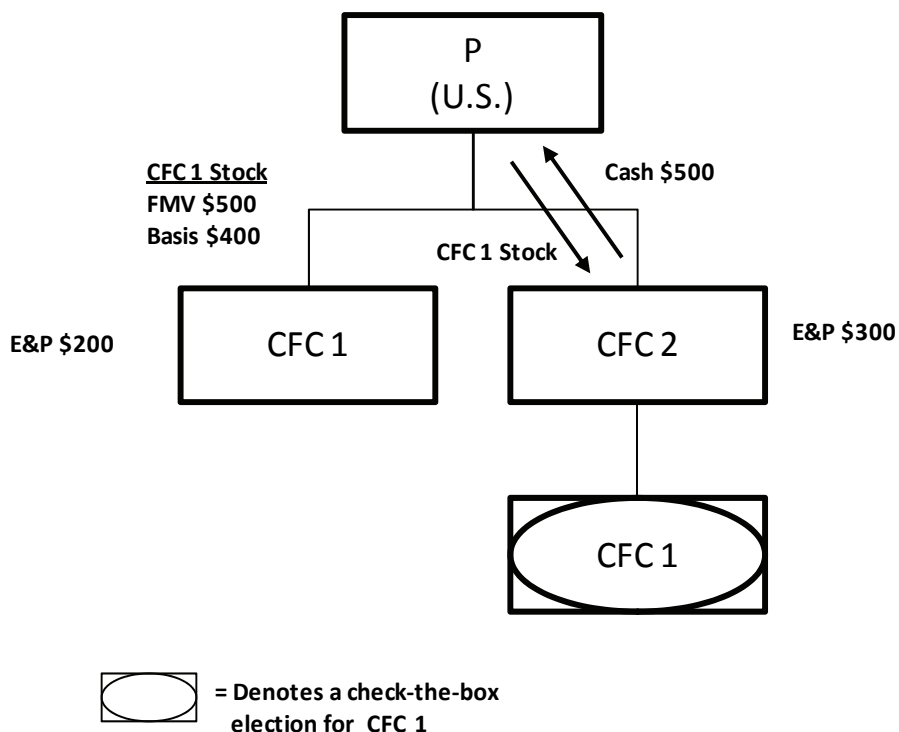 P
(U.S.)
CFC 1 Stock
FMV $500
Basis $400
Cash $500
CFC 1 Stock
E&P $200
CFC 1
CFC 2
E&P $300
CFC 1
= Denotes a check-the-box
election for CFC 1